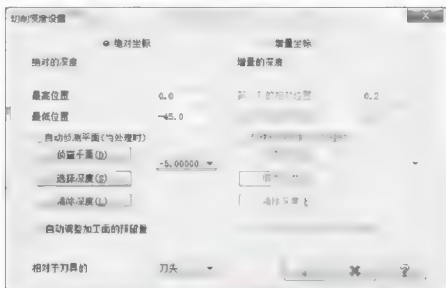 切削深度设置
绝对坐标 增量坐标
绝对的深度 增量的深度
最高位置 0.0 0.2
最低位置 -45.0
自动侦测平面(当处理时)
侦查平面(D) -5.00000
选择深度(E)
清除深度(L)
自动调整加工面的预留量
相对于刀具的 刀头